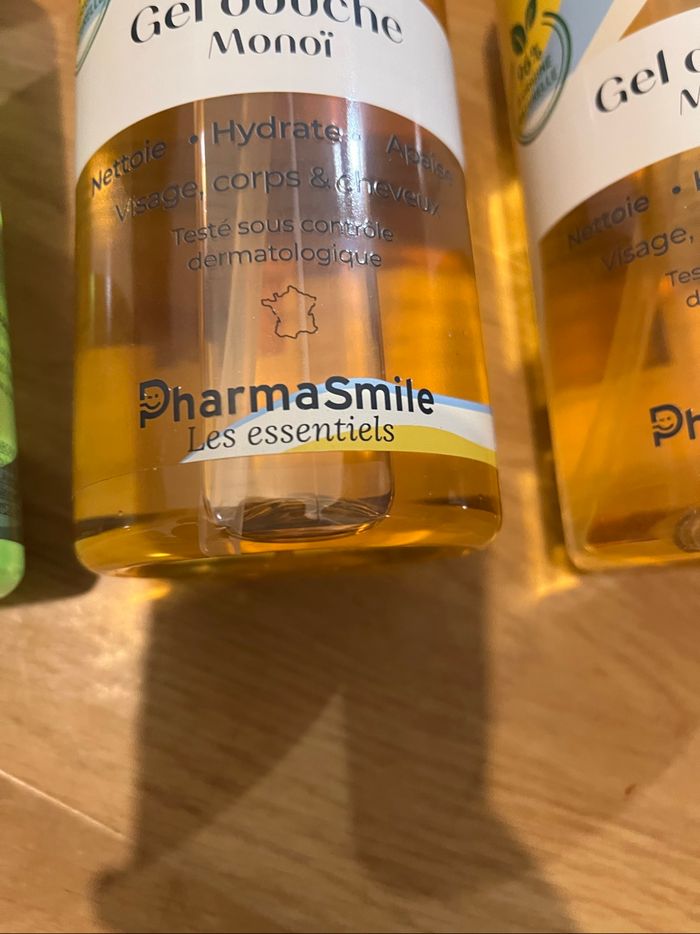 Gel douche
Monoï
Nettoie • Hydrate • Apaise
Visage, corps & cheveux
Testé sous contrôle
dermatologique
PharmaSmile
Les essentiels
96%
Gel
Nettoie •
Visage,